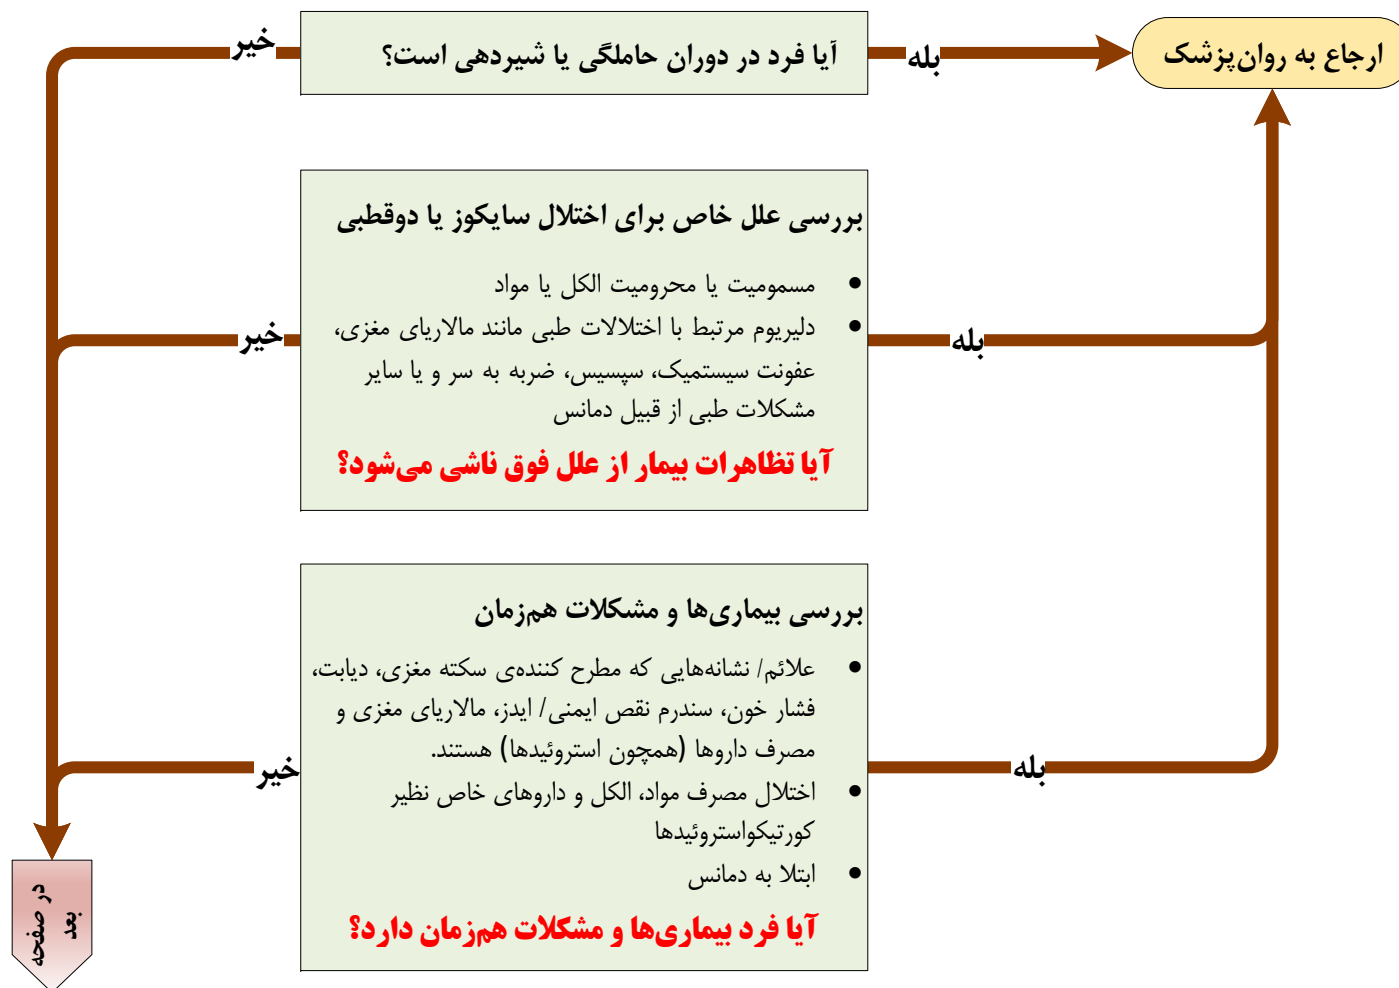 ارجاع به روان‌پزشک
بله
آیا فرد در دوران حاملگی یا شیردهی است؟
خیر
بررسی علل خاص برای اختلال سایکوز یا دوقطبی
• مسمومیت یا محرومیت الکل یا مواد
• دلیریوم مرتبط با اختلالات طبی مانند مالاریای مغزی،
عفونت سیستمیک، سپسیس، ضربه به سر و یا سایر
مشکلات طبی از قبیل دمانس
آیا تظاهرات بیمار از علل فوق ناشی می‌شود؟
بله
خیر
بررسی بیماری‌ها و مشکلات هم‌زمان
• علائم/ نشانه‌هایی که مطرح کننده‌ی سکته مغزی، دیابت،
فشار خون، سندرم نقص ایمنی/ ایدز، مالاریای مغزی و
مصرف داروها (همچون استروئیدها) هستند.
• اختلال مصرف مواد، الکل و داروهای خاص نظیر
کورتیکواستروئیدها
• ابتلا به دمانس
آیا فرد بیماری‌ها و مشکلات هم‌زمان دارد؟
بله
خیر
در صفحه
بعد